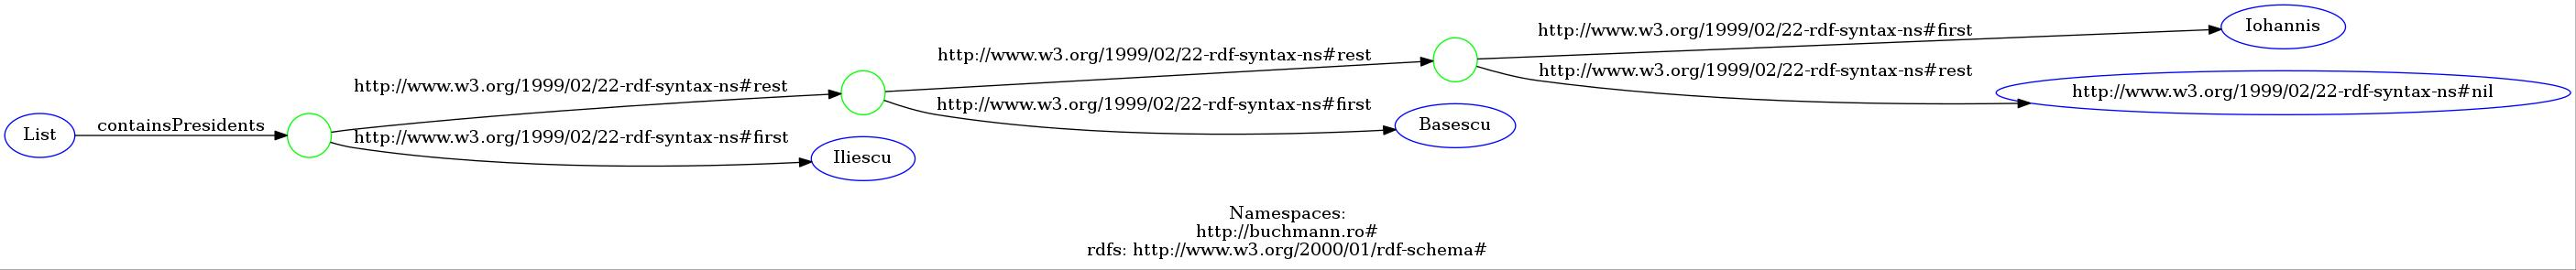 List
containsPresidents
http://www.w3.org/1999/02/22-rdf-syntax-ns#rest
http://www.w3.org/1999/02/22-rdf-syntax-ns#first
Iliescu
http://www.w3.org/1999/02/22-rdf-syntax-ns#rest
http://www.w3.org/1999/02/22-rdf-syntax-ns#first
Basescu
http://www.w3.org/1999/02/22-rdf-syntax-ns#first
Iohannis
http://www.w3.org/1999/02/22-rdf-syntax-ns#rest
http://www.w3.org/1999/02/22-rdf-syntax-ns#nil
Namespaces:
http://buchmann.ro#
rdfs: http://www.w3.org/2000/01/rdf-schema#